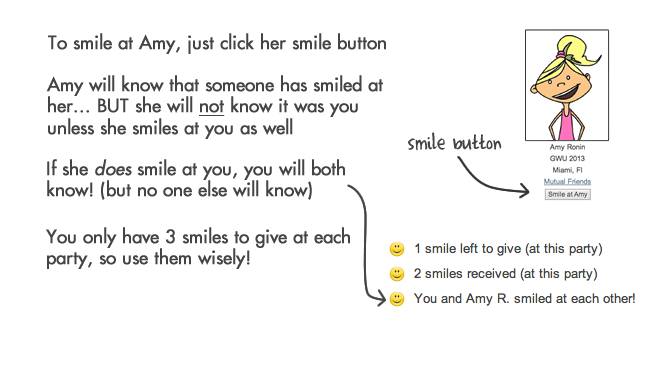 To smile at Amy, just click her smile button
Amy will know that someone has smiled at
her... BUT she will not know it was you
unless she smiles at you as well
If she does smile at you, you will both
know! (but no one else will know)
You only have 3 smiles to give at each
party, so use them wisely!
smile button
Amy Ronin
GWU 2013
Miami, Fl
Mutual Friends
Smile at Amy
1 smile left to give (at this party)
2 smiles received (at this party)
You and Amy R. smiled at each other!